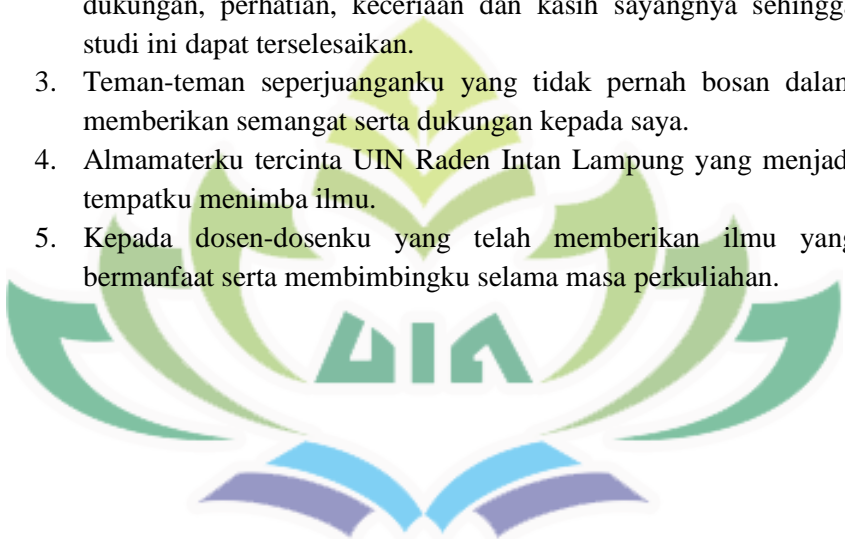 dukungan, perhatian, keceriaan dan kasih sayangnya sehingga
studi ini dapat terselesaikan.
3. Teman-teman seperjuanganku yang tidak pernah bosan dalam
memberikan semangat serta dukungan kepada saya.
4. Almamaterku tercinta UIN Raden Intan Lampung yang menjadi
tempatku menimba ilmu.
5. Kepada dosen-dosenku yang telah memberikan ilmu yang
bermanfaat serta membimbingku selama masa perkuliahan.
UIN